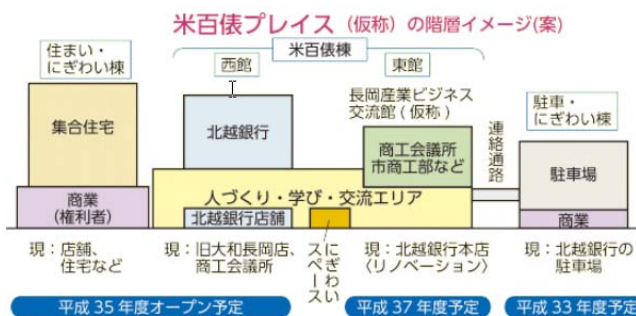 米百俵プレイス（仮称）の階層イメージ(案)
住まい・
にぎわい棟
米百俵棟
西館
東館
長岡産業ビジネス
交流館(仮称)
連絡通路
駐車・
にぎわい棟
集合住宅
北越銀行
商工会議所
市商工部など
駐車場
商業
(権利者)
人づくり・学び・交流エリア
北越銀行店舗
商業
現：店舗、
住宅など
現：旧大和長岡店、
商工会議所
にぎわい
スペース
現：北越銀行本店
〈リノベーション〉
現：北越銀行の
駐車場
平成35年度オープン予定
平成37年度予定
平成33年度予定